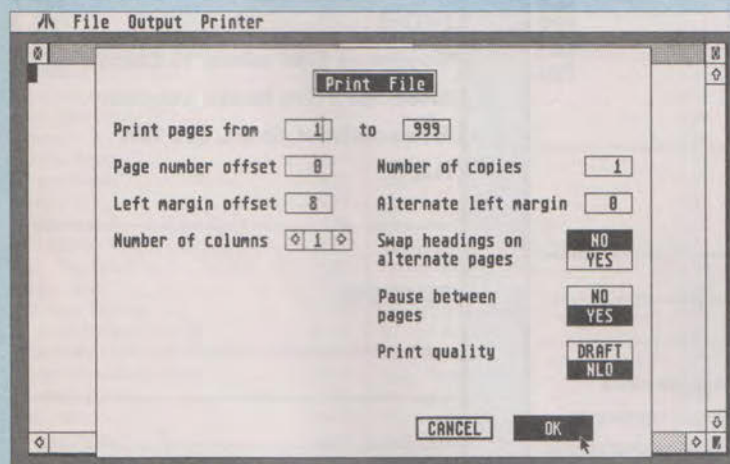 File Output Printer
Print File
Print pages from 1 to 999
Page number offset 0 Number of copies 1
Left margin offset 8 Alternate left margin 0
Number of columns 1 Swap headings on NO
alternate pages YES
Pause between NO
pages YES
Print quality DRAFT
NLQ
CANCEL OK